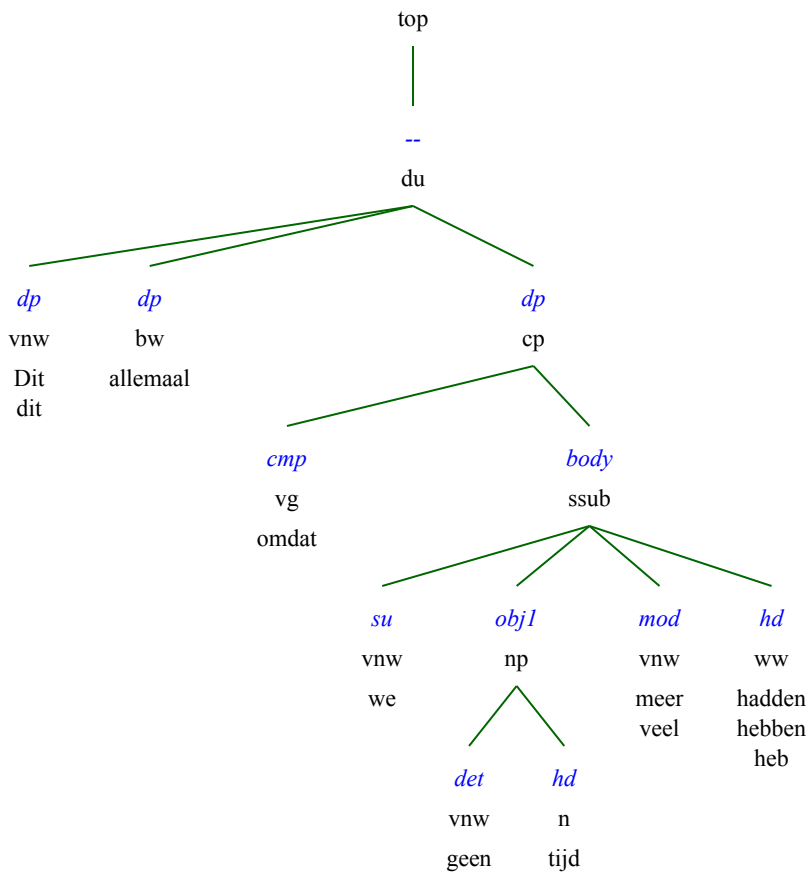 top
--
du
dp dp dp
vnw bw cp
Dit allemaal
dit
cmp body
vg ssub
omdat
su obj1 mod hd
vnw np vnw ww
we meer hadden
veel hebben
heb
det hd
vnw n
geen tijd